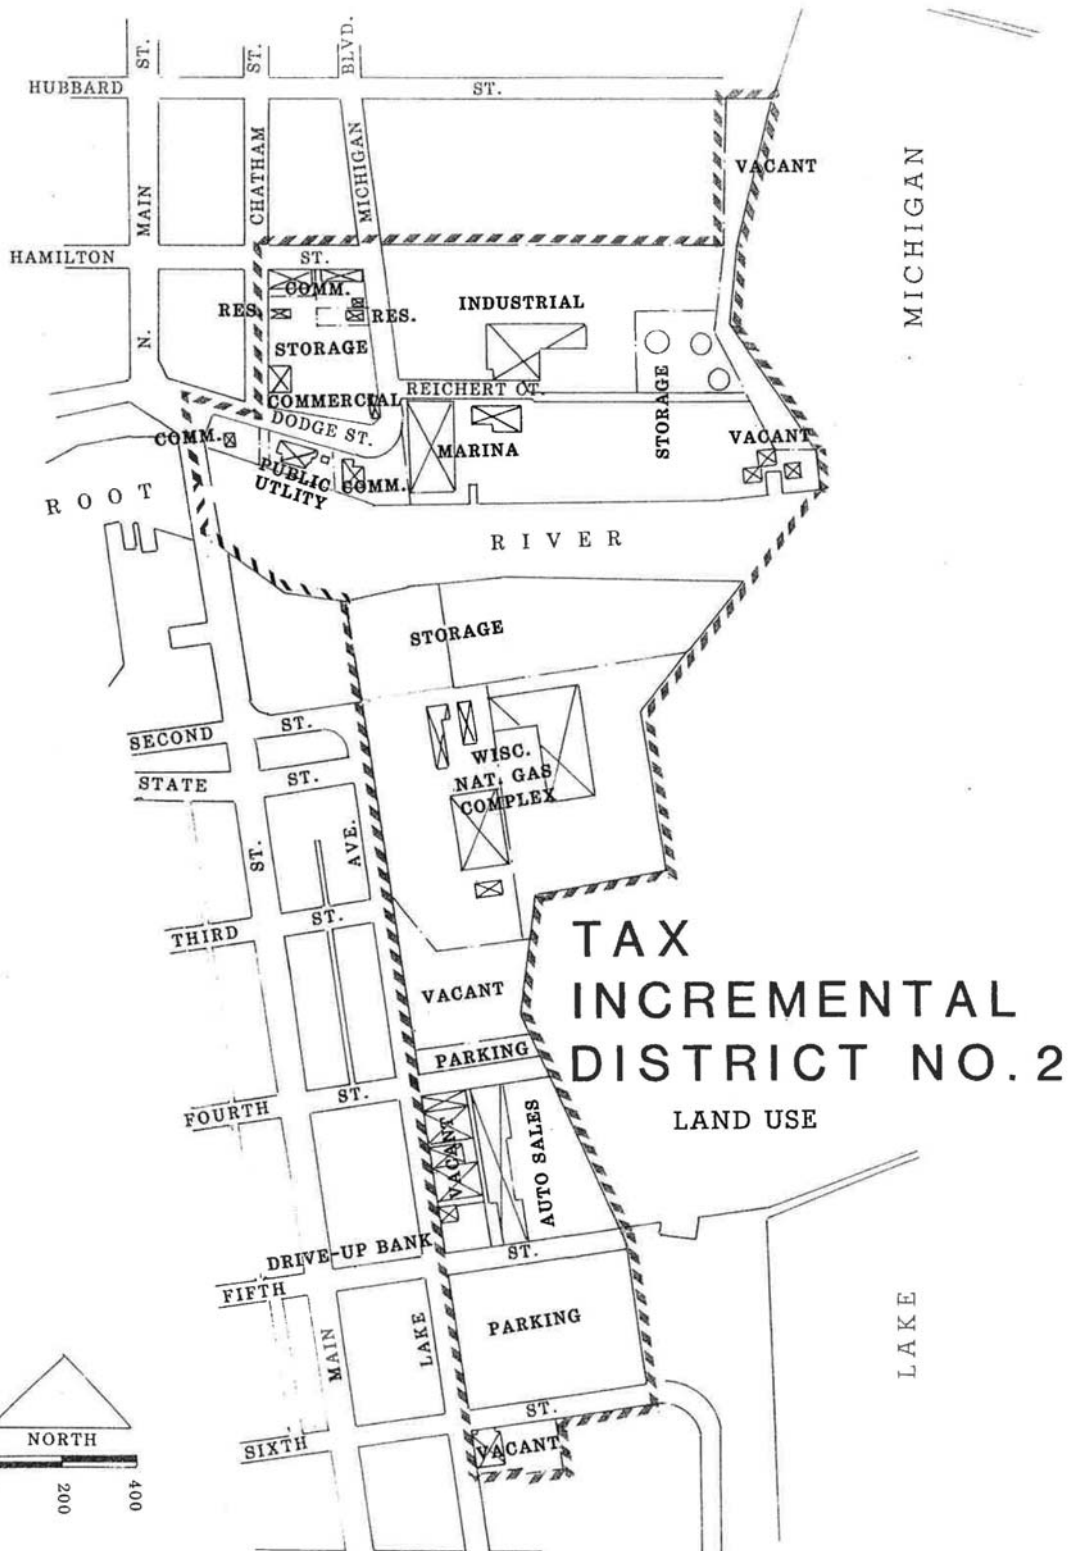 ST.
ST.
BLVD.
HUBBARD
ST.
MAIN
CHATHAM
MICHIGAN
VACANT
MICHIGAN
HAMILTON
ST.
COMM.
RES.
RES.
INDUSTRIAL
N.
STORAGE
STORAGE
REICHERT CT.
COMMERCIAL
DODGE ST.
COMM.
MARINA
VACANT
PUBLIC
UTLITY
COMM.
ROOT
RIVER
STORAGE
SECOND
ST.
STATE
ST.
WISC.
NAT. GAS
COMPLEX
ST.
AVE.
THIRD
ST.
TAX
INCREMENTAL
DISTRICT NO. 2
LAND USE
VACANT
PARKING
FOURTH
ST.
VACANT
AUTO SALES
DRIVE-UP BANK
ST.
FIFTH
MAIN
LAKE
PARKING
LAKE
ST.
SIXTH
VACANT
NORTH
200
400